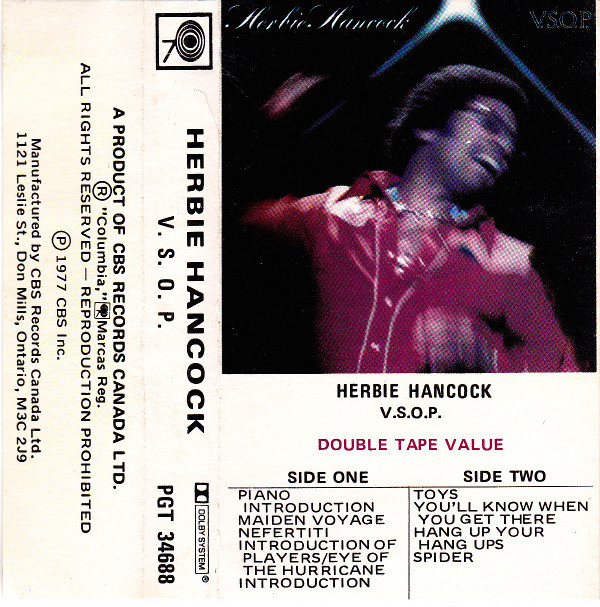 A PRODUCT OF CBS RECORDS CANADA LTD.
Ⓡ "Columbia," Marcas Reg.
ALL RIGHTS RESERVED — REPRODUCTION PROHIBITED
Ⓟ 1977 CBS Inc.
Manufactured by CBS Records Canada Ltd.
1121 Leslie St., Don Mills, Ontario, M3C 2J9
70
HERBIE HANCOCK
V. S. O. P.
DOLBY SYSTEM ®
PGT 34688
Herbie Hancock
VSOP
HERBIE HANCOCK
V.S.O.P.
DOUBLE TAPE VALUE
SIDE ONE
PIANO
INTRODUCTION
MAIDEN VOYAGE
NEFERTITI
INTRODUCTION OF
PLAYERS/EYE OF
THE HURRICANE
INTRODUCTION
SIDE TWO
TOYS
YOU'LL KNOW WHEN
YOU GET THERE
HANG UP YOUR
HANG UPS
SPIDER